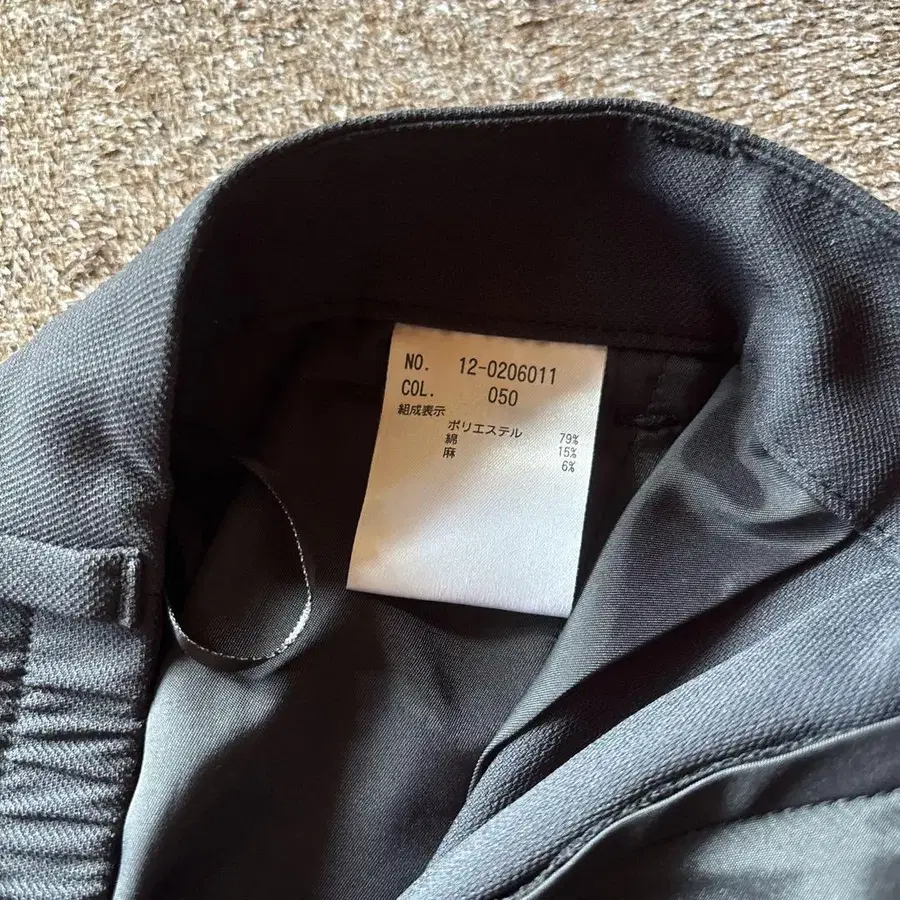 NO. 12-0206011
COL. 050
組成表示
ポリエステル 79%
綿 15%
麻 6%